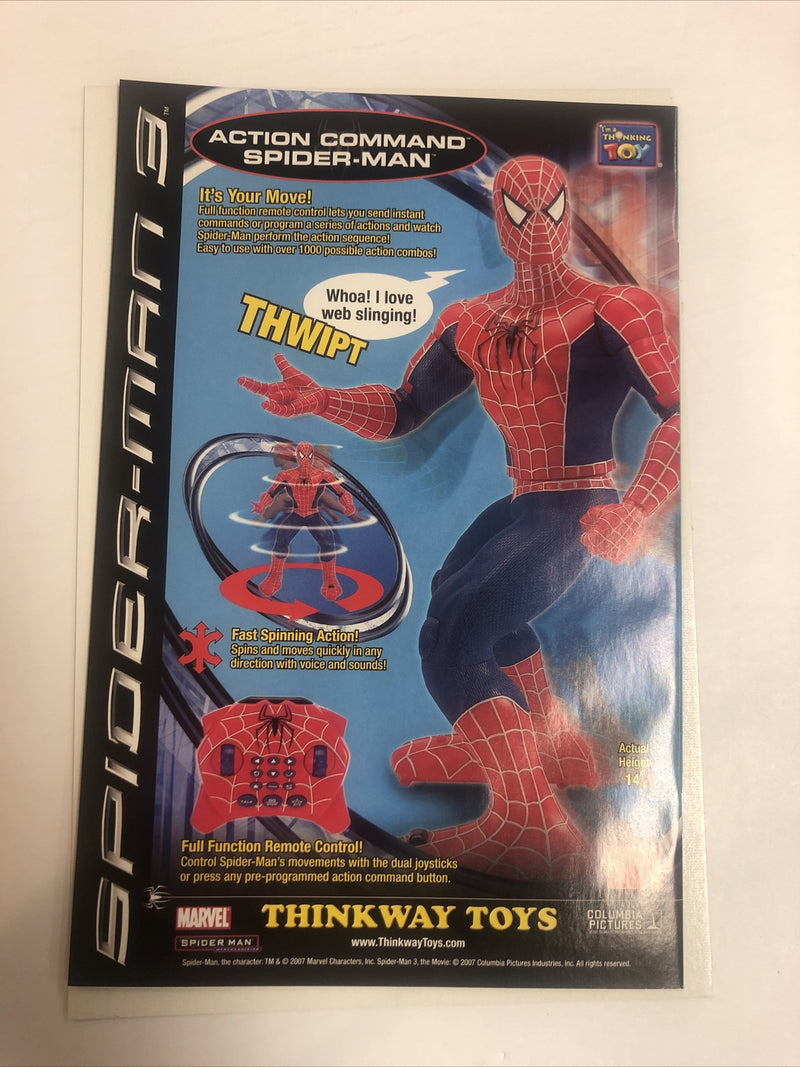 SPIDER-MAN 3™
ACTION COMMAND™
SPIDER-MAN™
I'm a
THINKING
TOY®
It's Your Move!
Full function remote control lets you send instant
commands or program a series of actions and watch
Spider-Man perform the action sequence!
Easy to use with over 1000 possible action combos!
Whoa! I love
web slinging!
THWIPT
Fast Spinning Action!
Spins and moves quickly in any
direction with voice and sounds!
Actual
Height
14"
TALK
Full Function Remote Control!
Control Spider-Man's movements with the dual joysticks
or press any pre-programmed action command button.
MARVEL
SPIDER-MAN
MERCHANDISING
THINKWAY TOYS
www.ThinkwayToys.com
COLUMBIA
PICTURES
Spider-Man, the character: TM & © 2007 Marvel Characters, Inc. Spider-Man 3, the Movie: © 2007 Columbia Pictures Industries, Inc. All rights reserved.